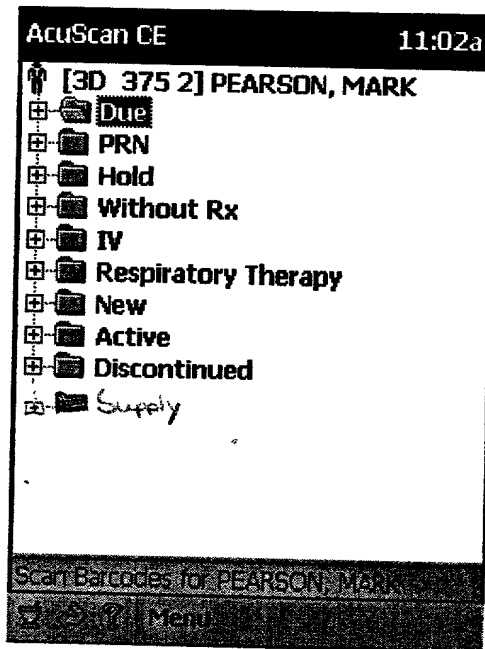 AcuScan CE 11:02a
[3D 375 2] PEARSON, MARK
Due
PRN
Hold
Without Rx
IV
Respiratory Therapy
New
Active
Discontinued
Supply
Scan Barcodes for PEARSON, MARK
? Menu